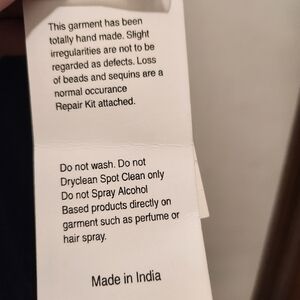 This garment has been
totally hand made. Slight
irregularities are not to be
regarded as defects. Loss
of beads and sequins are a
normal occurance
Repair Kit attached.
Do not wash. Do not
Dryclean Spot Clean only
Do not Spray Alcohol
Based products directly on
garment such as perfume or
hair spray.
Made in India